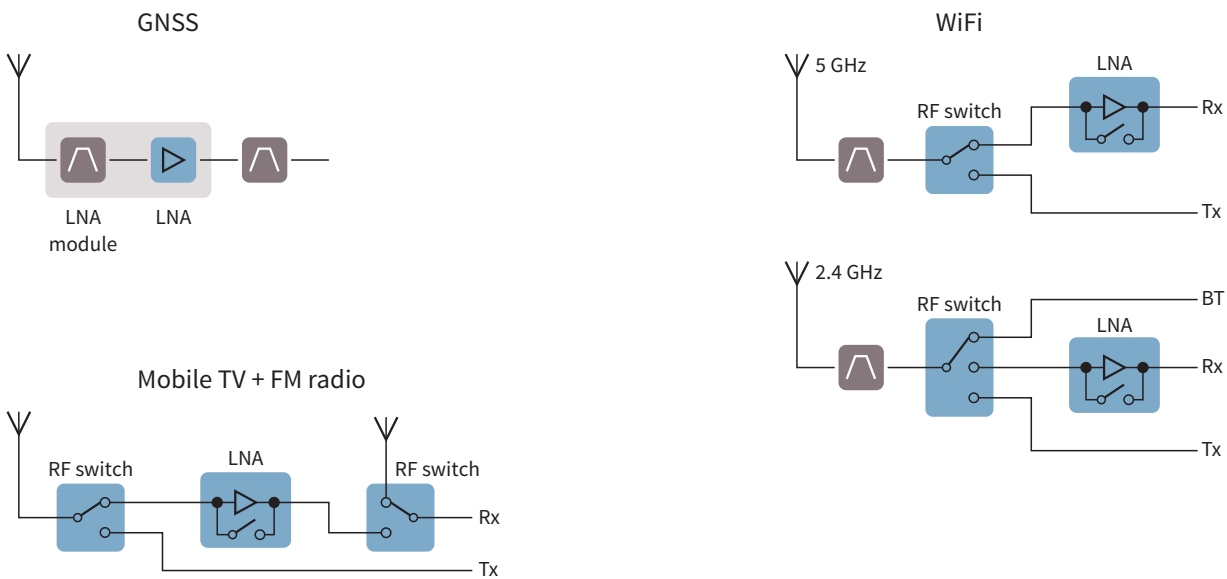 GNSS
LNA
module
LNA
Mobile TV + FM radio
RF switch
LNA
RF switch
Rx
Tx
WiFi
5 GHz
RF switch
LNA
Rx
Tx
2.4 GHz
RF switch
BT
LNA
Rx
Tx